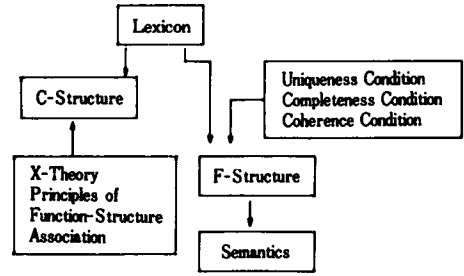 Lexicon
C-Structure
Uniqueness Condition
Completeness Condition
Coherence Condition
X-Theory
Principles of
Function-Structure
Association
F-Structure
Semantics